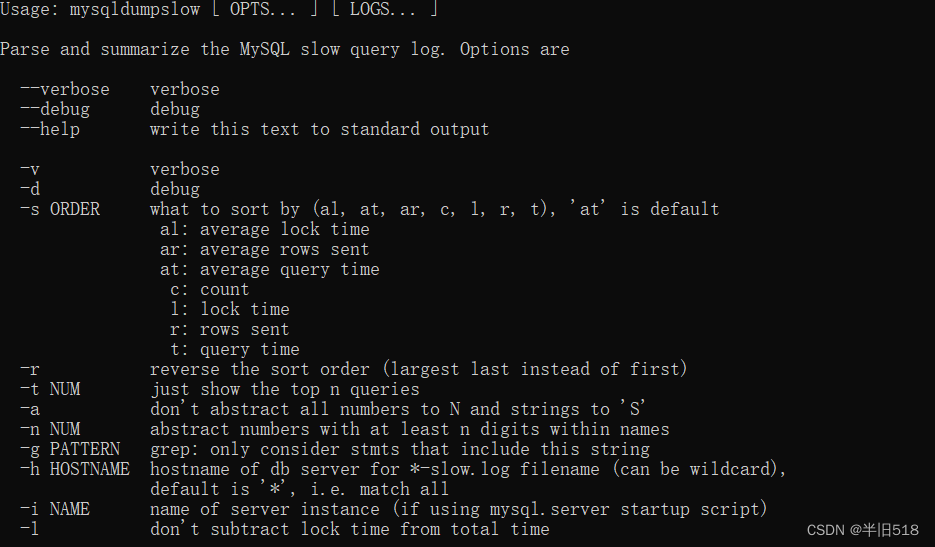 Usage: mysqldumpslow [ OPTS... ] [ LOGS... ]
Parse and summarize the MySQL slow query log. Options are
--verbose    verbose
--debug      debug
--help       write this text to standard output
-v           verbose
-d           debug
-s ORDER     what to sort by (al, at, ar, c, l, r, t), 'at' is default
al: average lock time
ar: average rows sent
at: average query time
c: count
l: lock time
r: rows sent
t: query time
-r           reverse the sort order (largest last instead of first)
-t NUM       just show the top n queries
-a           don't abstract all numbers to N and strings to 'S'
-n NUM       abstract numbers with at least n digits within names
-g PATTERN   grep: only consider stmts that include this string
-h HOSTNAME  hostname of db server for *-slow.log filename (can be wildcard),
default is '*', i.e. match all
-i NAME      name of server instance (if using mysql.server startup script)
-l           don't subtract lock time from total time
CSDN @半旧518